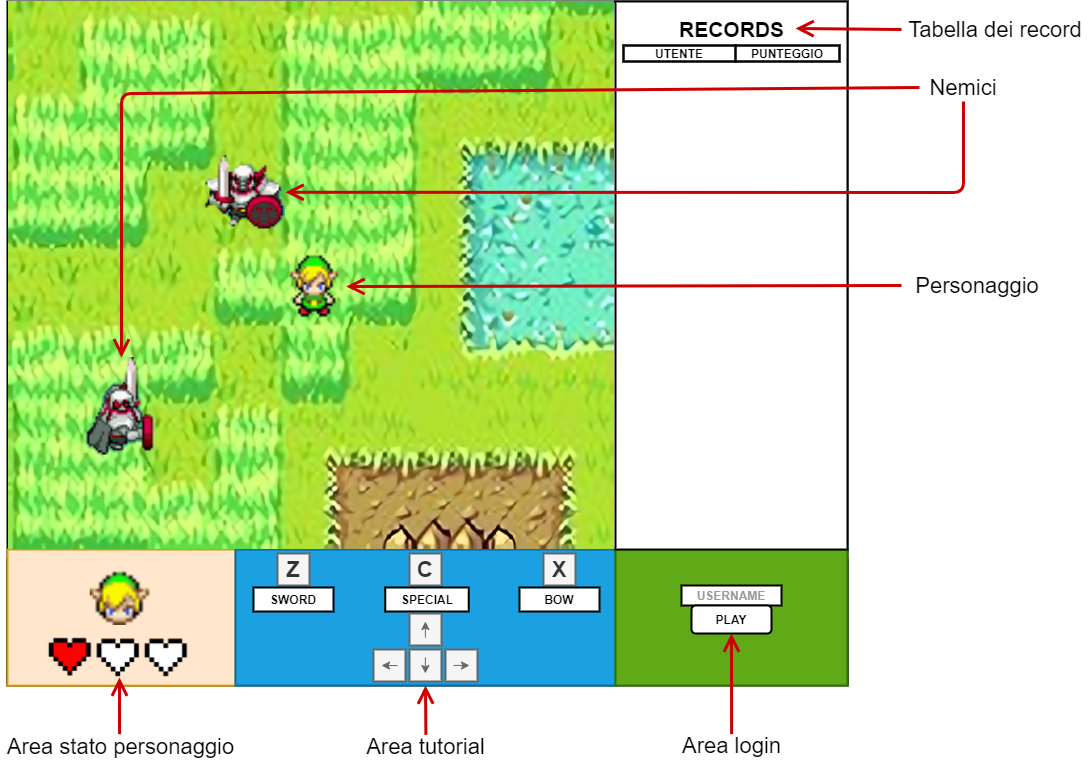 RECORDS
Tabella dei record
UTENTE PUNTEGGIO
Nemici
Personaggio
Z C X
SWORD SPECIAL BOW
USERNAME
PLAY
Area stato personaggio
Area tutorial
Area login